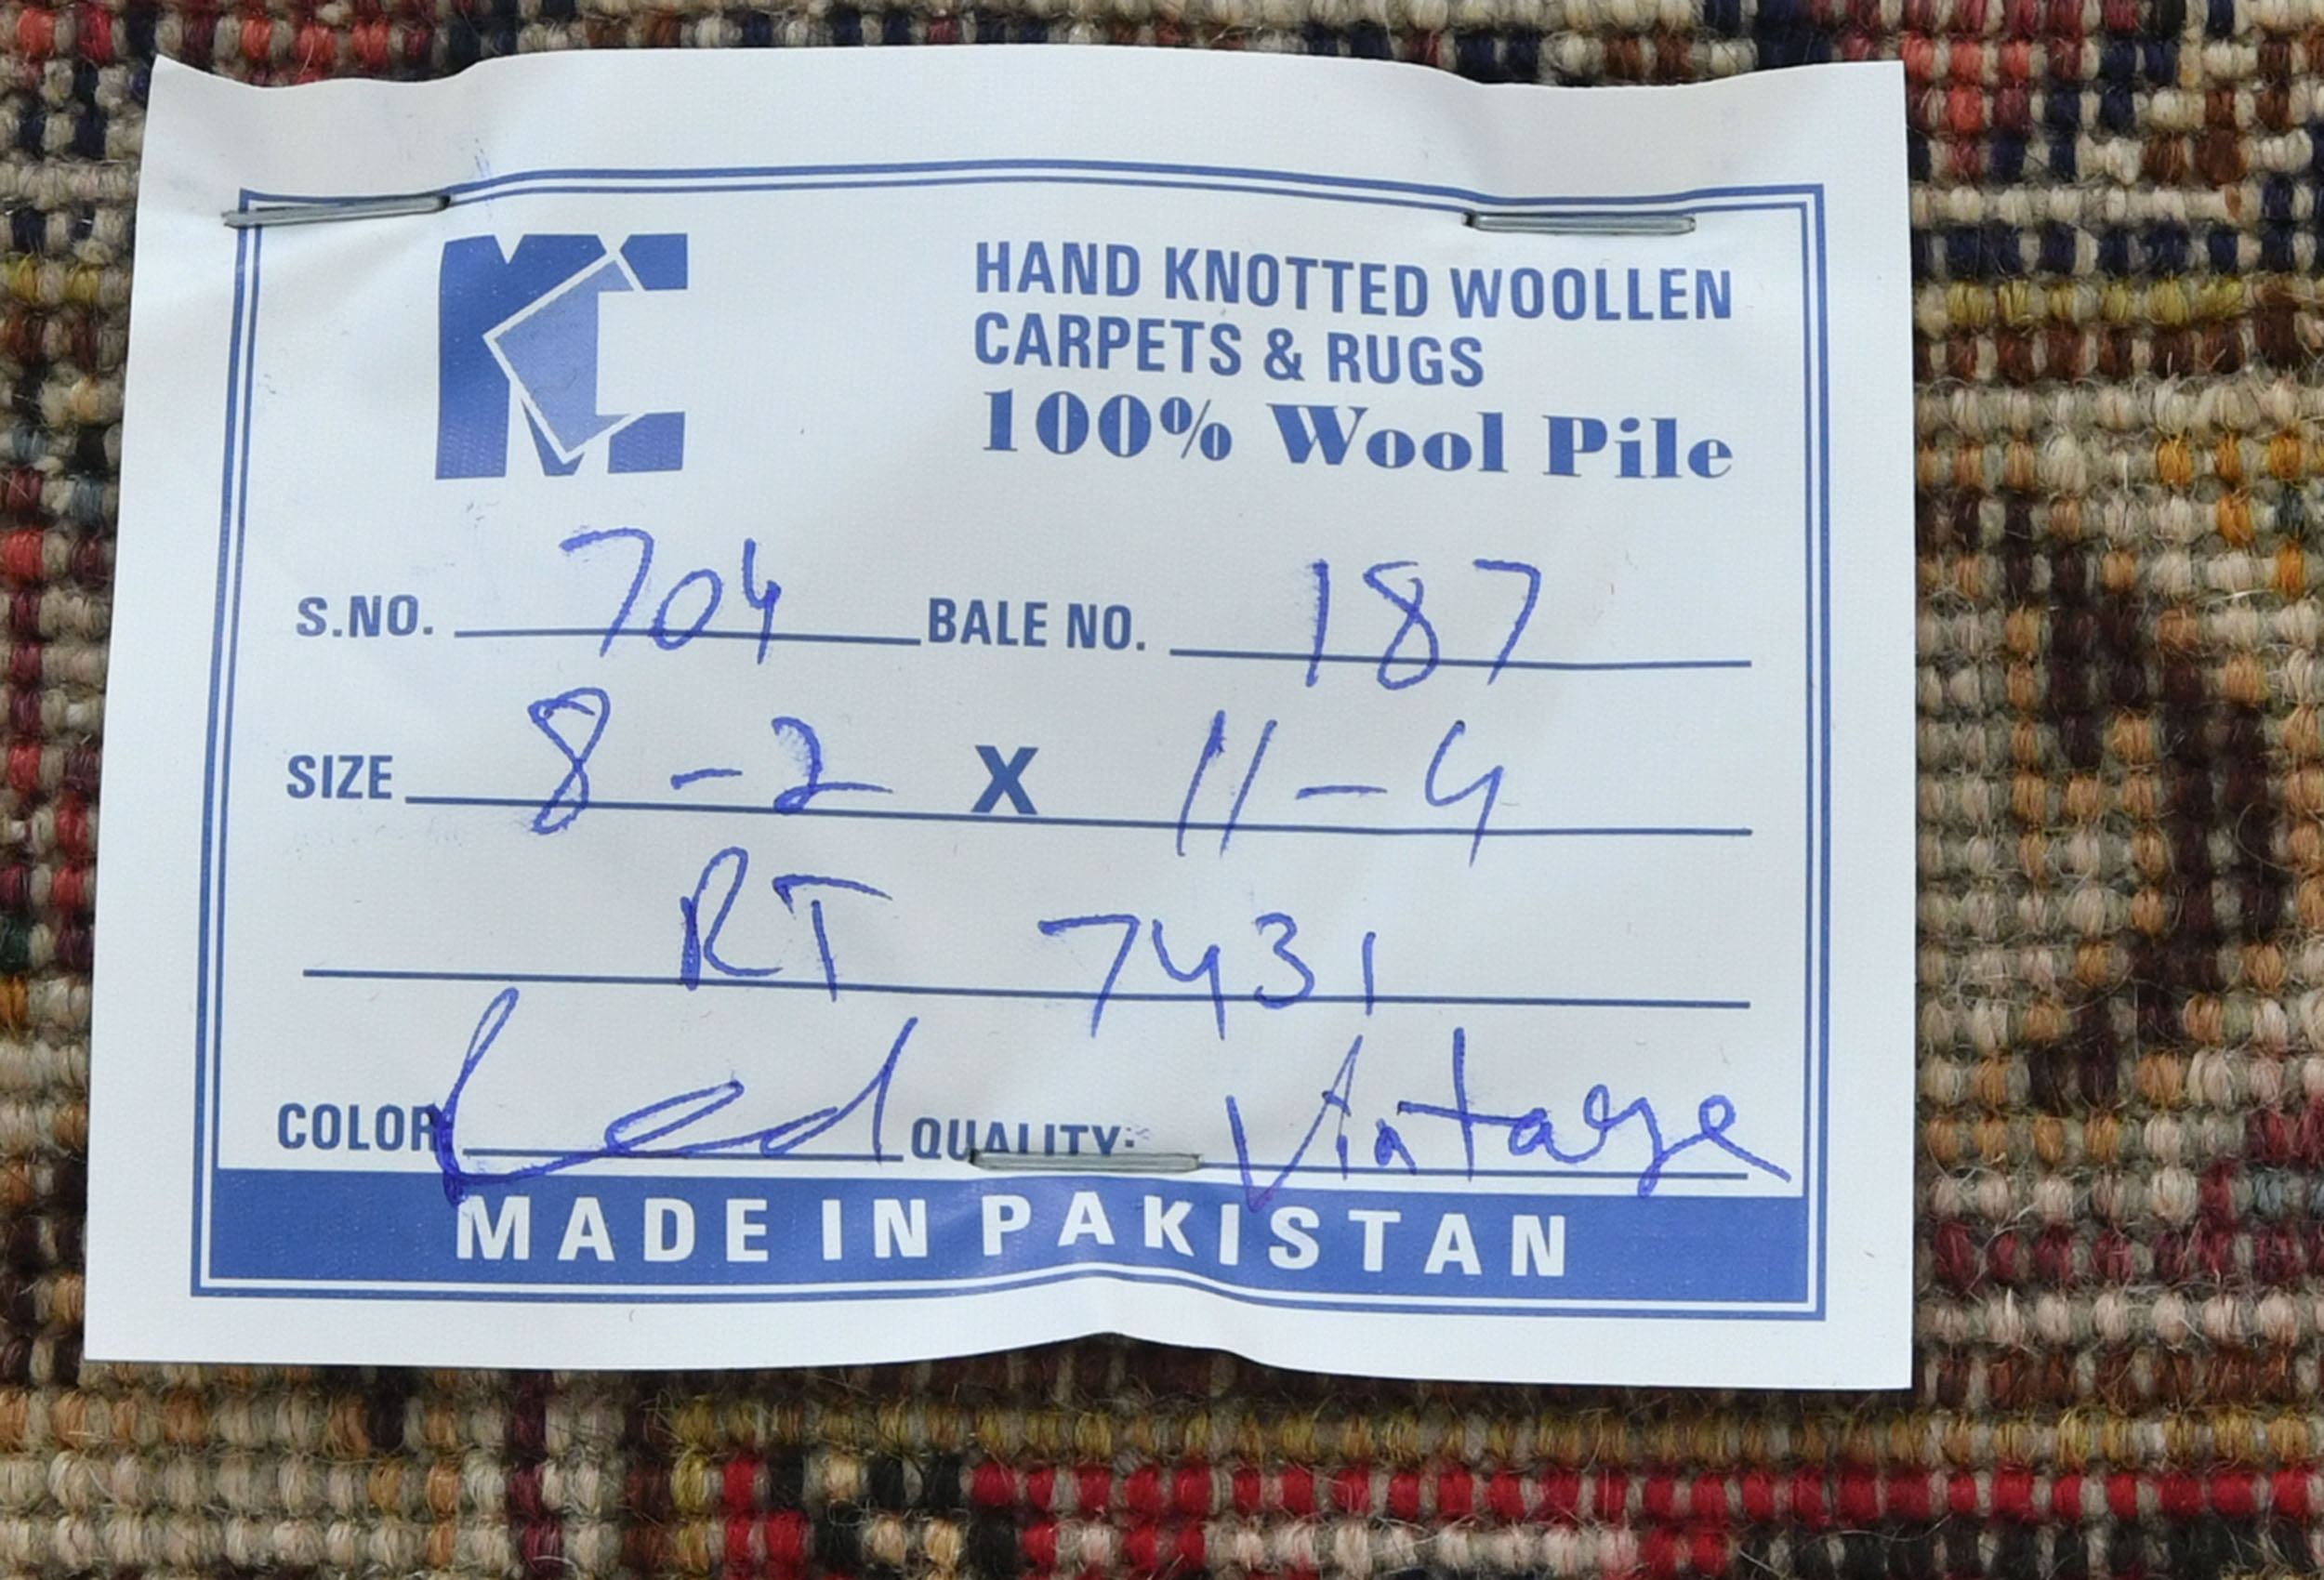 MC
HAND KNOTTED WOOLLEN
CARPETS & RUGS
100% Wool Pile
S.NO. 704 BALE NO. 187
SIZE 8-2 X 11-4
RT 7431
COLOR Red QUALITY: Vintage
MADE IN PAKISTAN